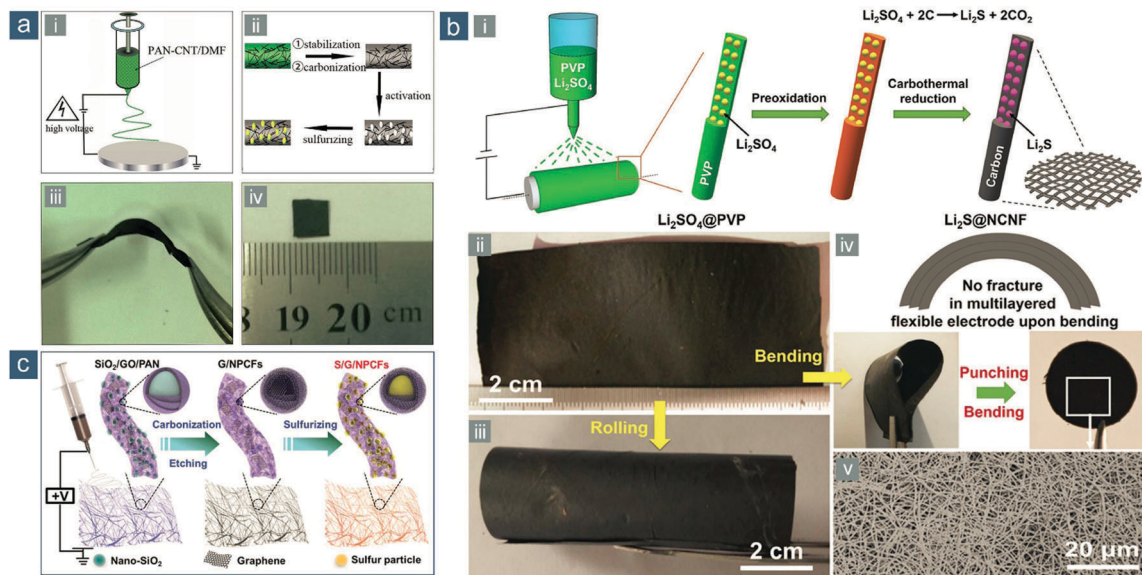 a
i
PAN-CNT/DMF
high voltage
ii
①stabilization
②carbonization
activation
sulfurizing
iii
iv
8 19 20 cm
b
i
PVP
Li₂SO₄
Li₂SO₄ + 2C → Li₂S + 2CO₂
Preoxidation
Carbothermal
reduction
Li₂SO₄
PVP
Li₂S
Carbon
Li₂SO₄@PVP
Li₂S@NCNF
ii
2 cm
Bending
Rolling
iii
2 cm
iv
No fracture
in multilayered
flexible electrode upon bending
Punching
Bending
v
20 μm
c
SiO₂/GO/PAN
G/NPCFs
S/G/NPCFs
Carbonization
Etching
Sulfurizing
+V
Nano-SiO₂
Graphene
Sulfur particle